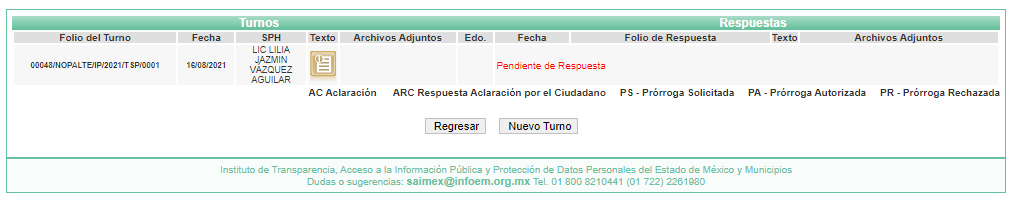 Turnos Respuestas
Folio del Turno Fecha SPH Texto Archivos Adjuntos Edo. Fecha Folio de Respuesta Texto Archivos Adjuntos
00048/NOPALTE/IP/2021/TSP/0001 16/08/2021 LIC LILIA
JAZMIN
VAZQUEZ
AGUILAR
Pendiente de Respuesta
AC Aclaración ARC Respuesta Aclaración por el Ciudadano PS - Prórroga Solicitada PA - Prórroga Autorizada PR - Prórroga Rechazada
Regresar Nuevo Turno
Instituto de Transparencia, Acceso a la Información Pública y Protección de Datos Personales del Estado de México y Municipios
Dudas o sugerencias: saimex@infoem.org.mx Tel. 01 800 8210441 (01 722) 2261980